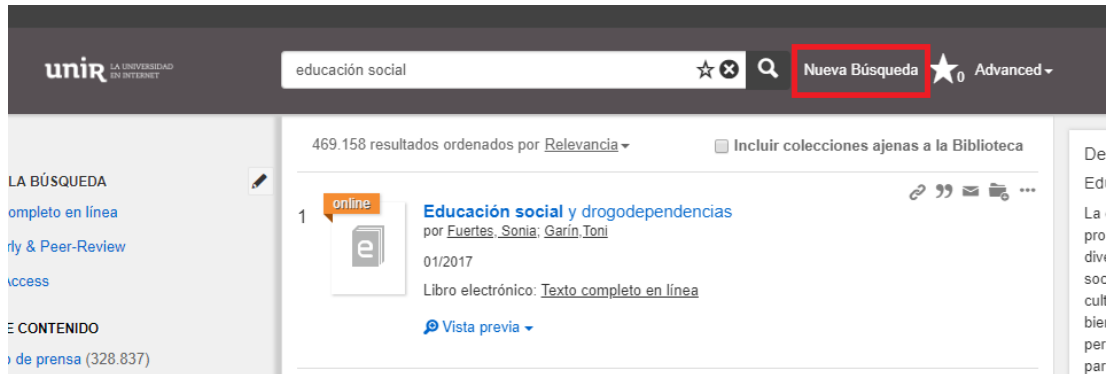 unir LA UNIVERSIDAD EN INTERNET
educación social
Nueva Búsqueda
0
Advanced
469.158 resultados ordenados por Relevancia
Incluir colecciones ajenas a la Biblioteca
LA BÚSQUEDA
ompleto en línea
rly & Peer-Review
Access
E CONTENIDO
o de prensa (328.837)
1
online
e
Educación social y drogodependencias
por Fuertes, Sonia; Garín,Toni
01/2017
Libro electrónico: Texto completo en línea
Vista previa
De
Edu
La
pro
dive
soc
cult
bien
per
par